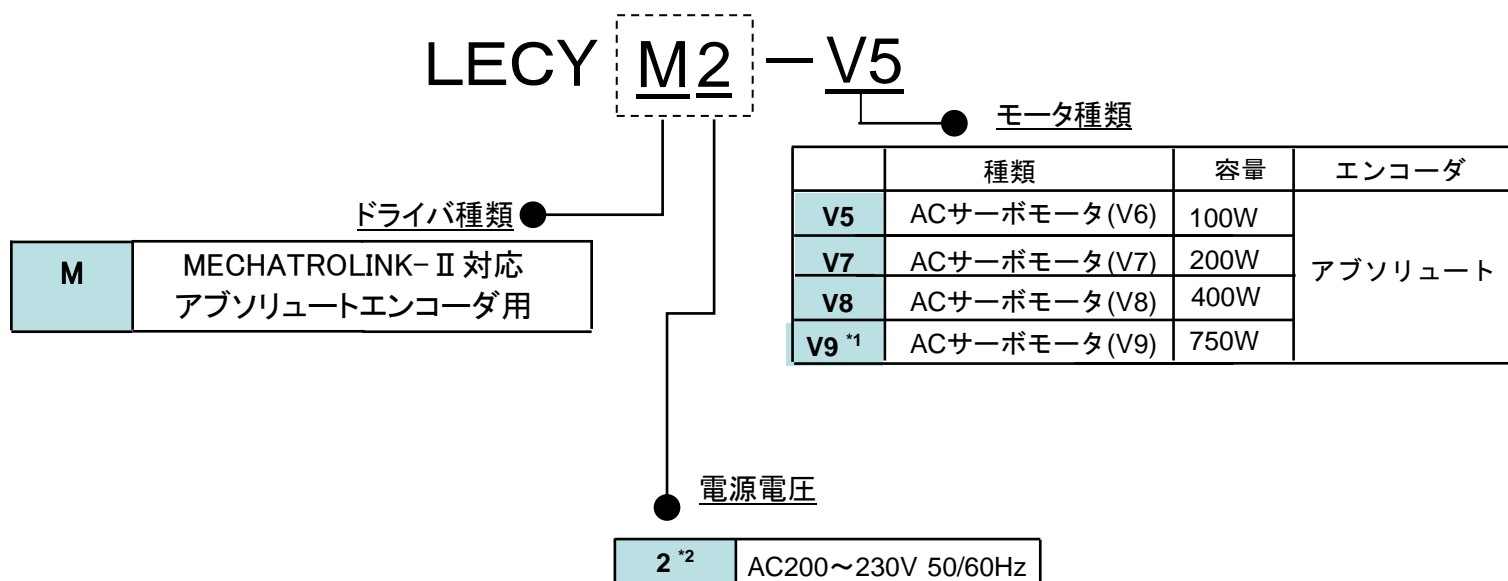 LECY M2－V5
モータ種類
種類 容量 エンコーダ
V5 ACサーボモータ(V6) 100W
V7 ACサーボモータ(V7) 200W
アブソリュート
V8 ACサーボモータ(V8) 400W
V9 *1 ACサーボモータ(V9) 750W
ドライバ種類
M MECHATROLINK-Ⅱ対応
アブソリュートエンコーダ用
電源電圧
2 *2 AC200～230V 50/60Hz